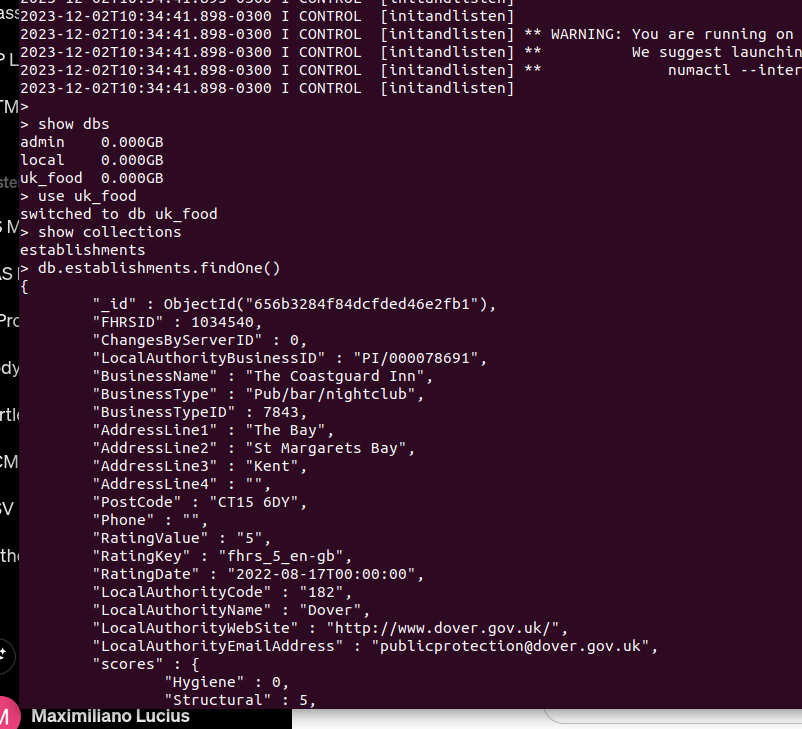 2023-12-02T10:34:41.898-0300 I CONTROL  [initandlisten]
2023-12-02T10:34:41.898-0300 I CONTROL  [initandlisten] ** WARNING: You are running on
2023-12-02T10:34:41.898-0300 I CONTROL  [initandlisten] **          We suggest launchin
2023-12-02T10:34:41.898-0300 I CONTROL  [initandlisten] **              numactl --inter
2023-12-02T10:34:41.898-0300 I CONTROL  [initandlisten]
>
> show dbs
admin    0.000GB
local    0.000GB
uk_food  0.000GB
> use uk_food
switched to db uk_food
> show collections
establishments
> db.establishments.findOne()
{
        "_id" : ObjectId("656b3284f84dcfded46e2fb1"),
        "FHRSID" : 1034540,
        "ChangesByServerID" : 0,
        "LocalAuthorityBusinessID" : "PI/000078691",
        "BusinessName" : "The Coastguard Inn",
        "BusinessType" : "Pub/bar/nightclub",
        "BusinessTypeID" : 7843,
        "AddressLine1" : "The Bay",
        "AddressLine2" : "St Margarets Bay",
        "AddressLine3" : "Kent",
        "AddressLine4" : "",
        "PostCode" : "CT15 6DY",
        "Phone" : "",
        "RatingValue" : "5",
        "RatingKey" : "fhrs_5_en-gb",
        "RatingDate" : "2022-08-17T00:00:00",
        "LocalAuthorityCode" : "182",
        "LocalAuthorityName" : "Dover",
        "LocalAuthorityWebSite" : "http://www.dover.gov.uk/",
        "LocalAuthorityEmailAddress" : "publicprotection@dover.gov.uk",
        "scores" : {
                "Hygiene" : 0,
                "Structural" : 5,
M Maximiliano Lucius